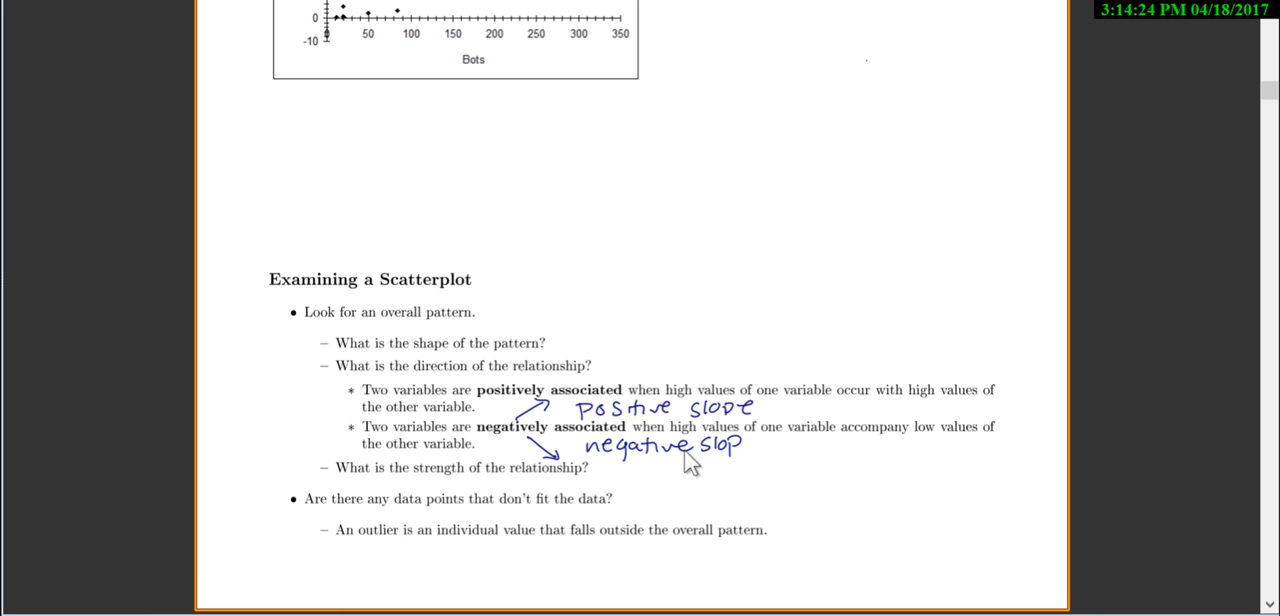 3:14:24 PM 04/18/2017
0
-10
50 100 150 200 250 300 350
Bots
Examining a Scatterplot
• Look for an overall pattern.
– What is the shape of the pattern?
– What is the direction of the relationship?
* Two variables are positively associated when high values of one variable occur with high values of
the other variable.
positive slope
* Two variables are negatively associated when high values of one variable accompany low values of
the other variable.
negative slop
– What is the strength of the relationship?
• Are there any data points that don't fit the data?
– An outlier is an individual value that falls outside the overall pattern.